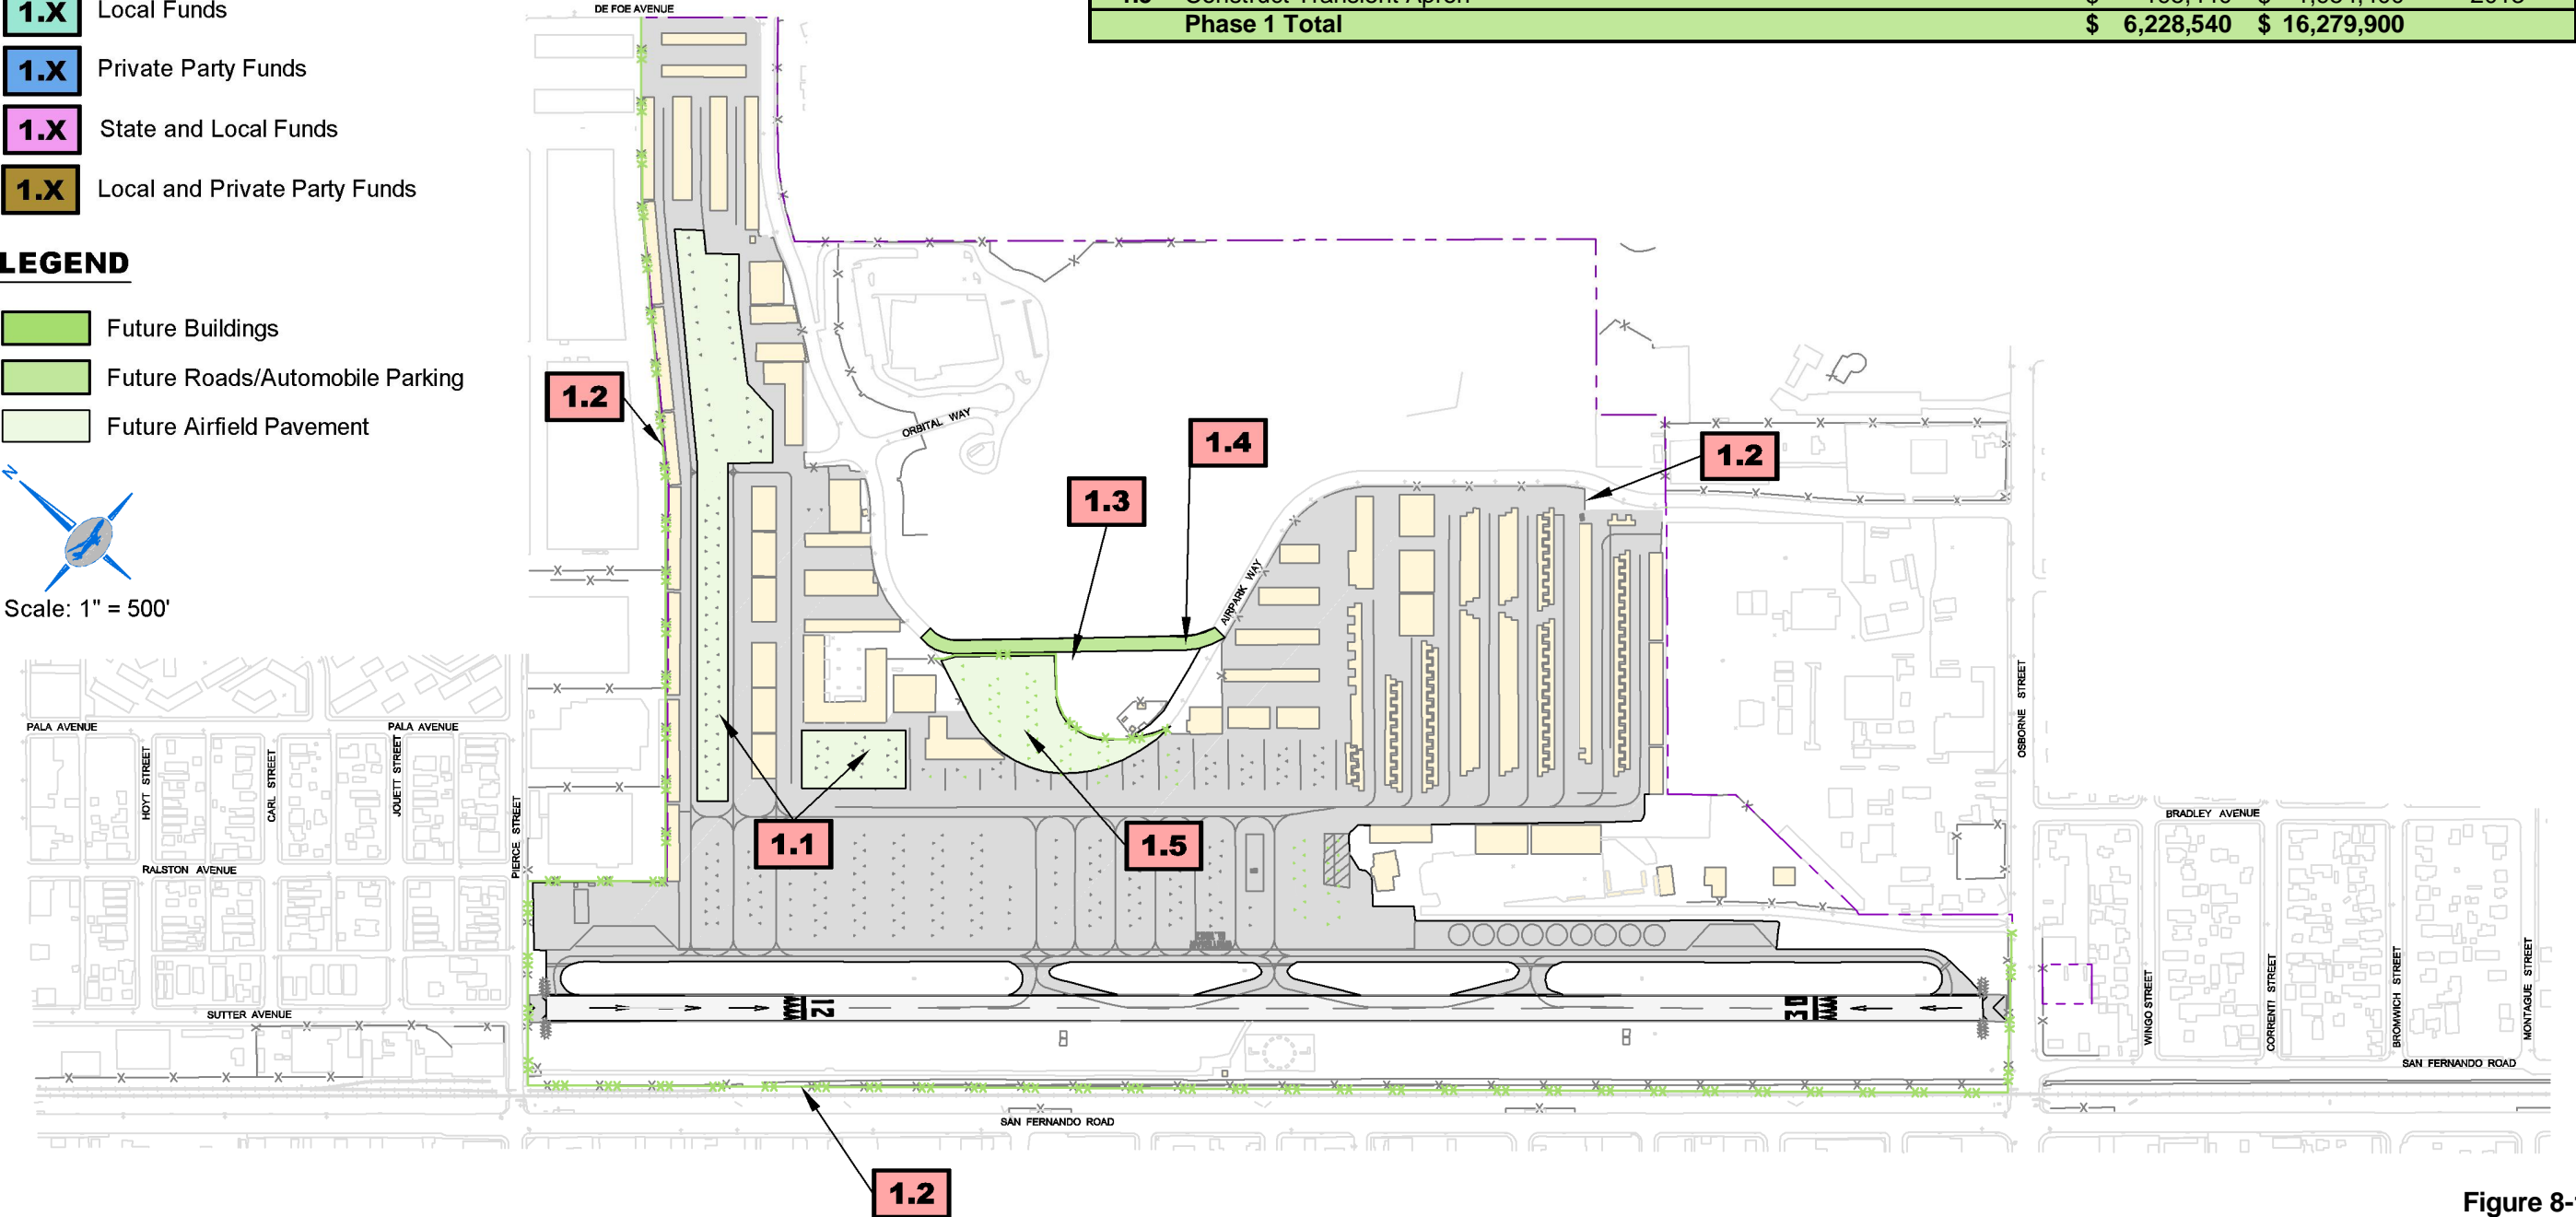 DE FOE AVENUE
1.X Local Funds
Phase 1 Total $ 6,228,540 $ 16,279,900
1.X Private Party Funds
1.X State and Local Funds
1.X Local and Private Party Funds
LEGEND
Future Buildings
Future Roads/Automobile Parking
Future Airfield Pavement
1.2
ORBITAL WAY
1.4
1.2
1.3
N
Scale: 1" = 500'
AIRPARK WAY
OSBORNE STREET
PALA AVENUE
PALA AVENUE
HOYT STREET
CARL STREET
JOUETT STREET
PIERCE STREET
1.1
1.5
BRADLEY AVENUE
RALSTON AVENUE
12
30
SUTTER AVENUE
WINGO STREET
CORRENTI STREET
BROMWICH STREET
MONTAGUE STREET
SAN FERNANDO ROAD
SAN FERNANDO ROAD
1.2